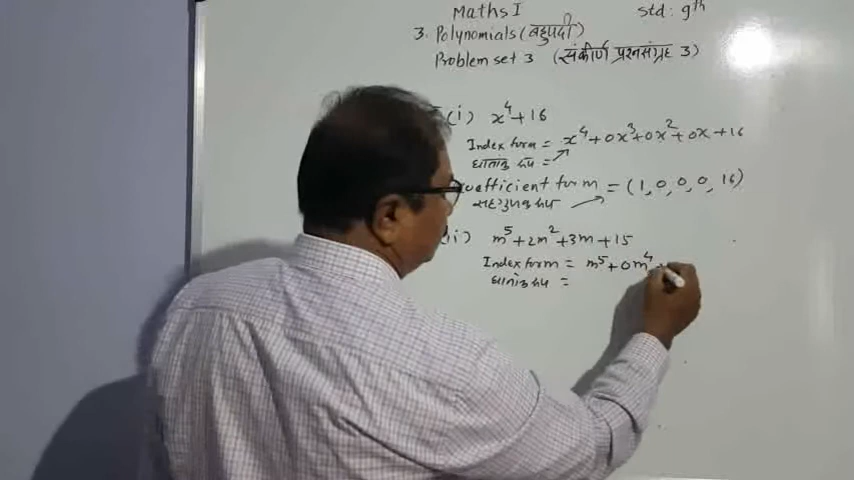 Maths I std: 9th
3. Polynomials (बहुपदी)
Problem set 3 (संकीर्ण प्रश्नसंग्रह 3)
(i) x⁴+16
Index form = x⁴+0x³+0x²+0x+16
घातांक रूप =
coefficient form = (1, 0, 0, 0, 16)
सहगुणक रूप
ii) m⁵+2m²+3m+15
Index form = m⁵+0m⁴
घातांक रूप =